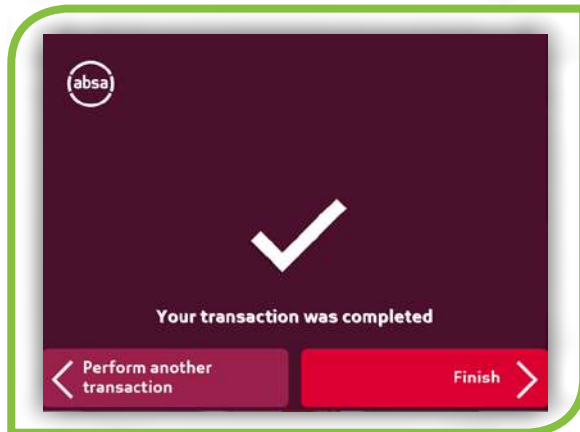 absa
Your transaction was completed
Perform another
transaction
Finish